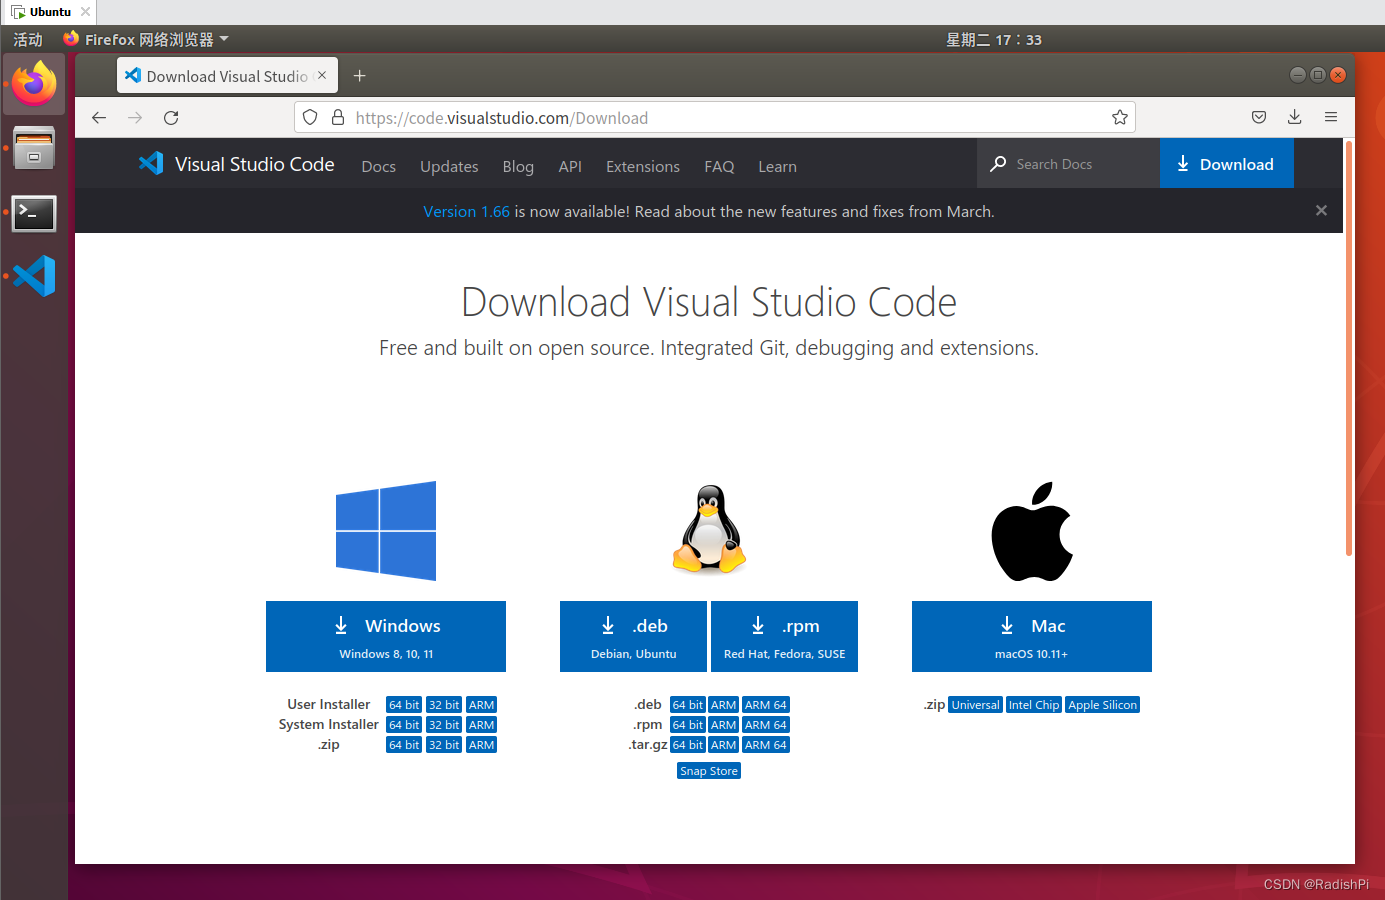 Ubuntu
活动 Firefox 网络浏览器 星期二 17：33
Download Visual Studio
https://code.visualstudio.com/Download
Visual Studio Code Docs Updates Blog API Extensions FAQ Learn Search Docs Download
Version 1.66 is now available! Read about the new features and fixes from March.
Download Visual Studio Code
Free and built on open source. Integrated Git, debugging and extensions.
Windows
Windows 8, 10, 11
.deb
Debian, Ubuntu
.rpm
Red Hat, Fedora, SUSE
Mac
macOS 10.11+
User Installer 64 bit 32 bit ARM
System Installer 64 bit 32 bit ARM
.zip 64 bit 32 bit ARM
.deb 64 bit ARM ARM 64
.rpm 64 bit ARM ARM 64
.tar.gz 64 bit ARM ARM 64
Snap Store
.zip Universal Intel Chip Apple Silicon
CSDN @RadishPi